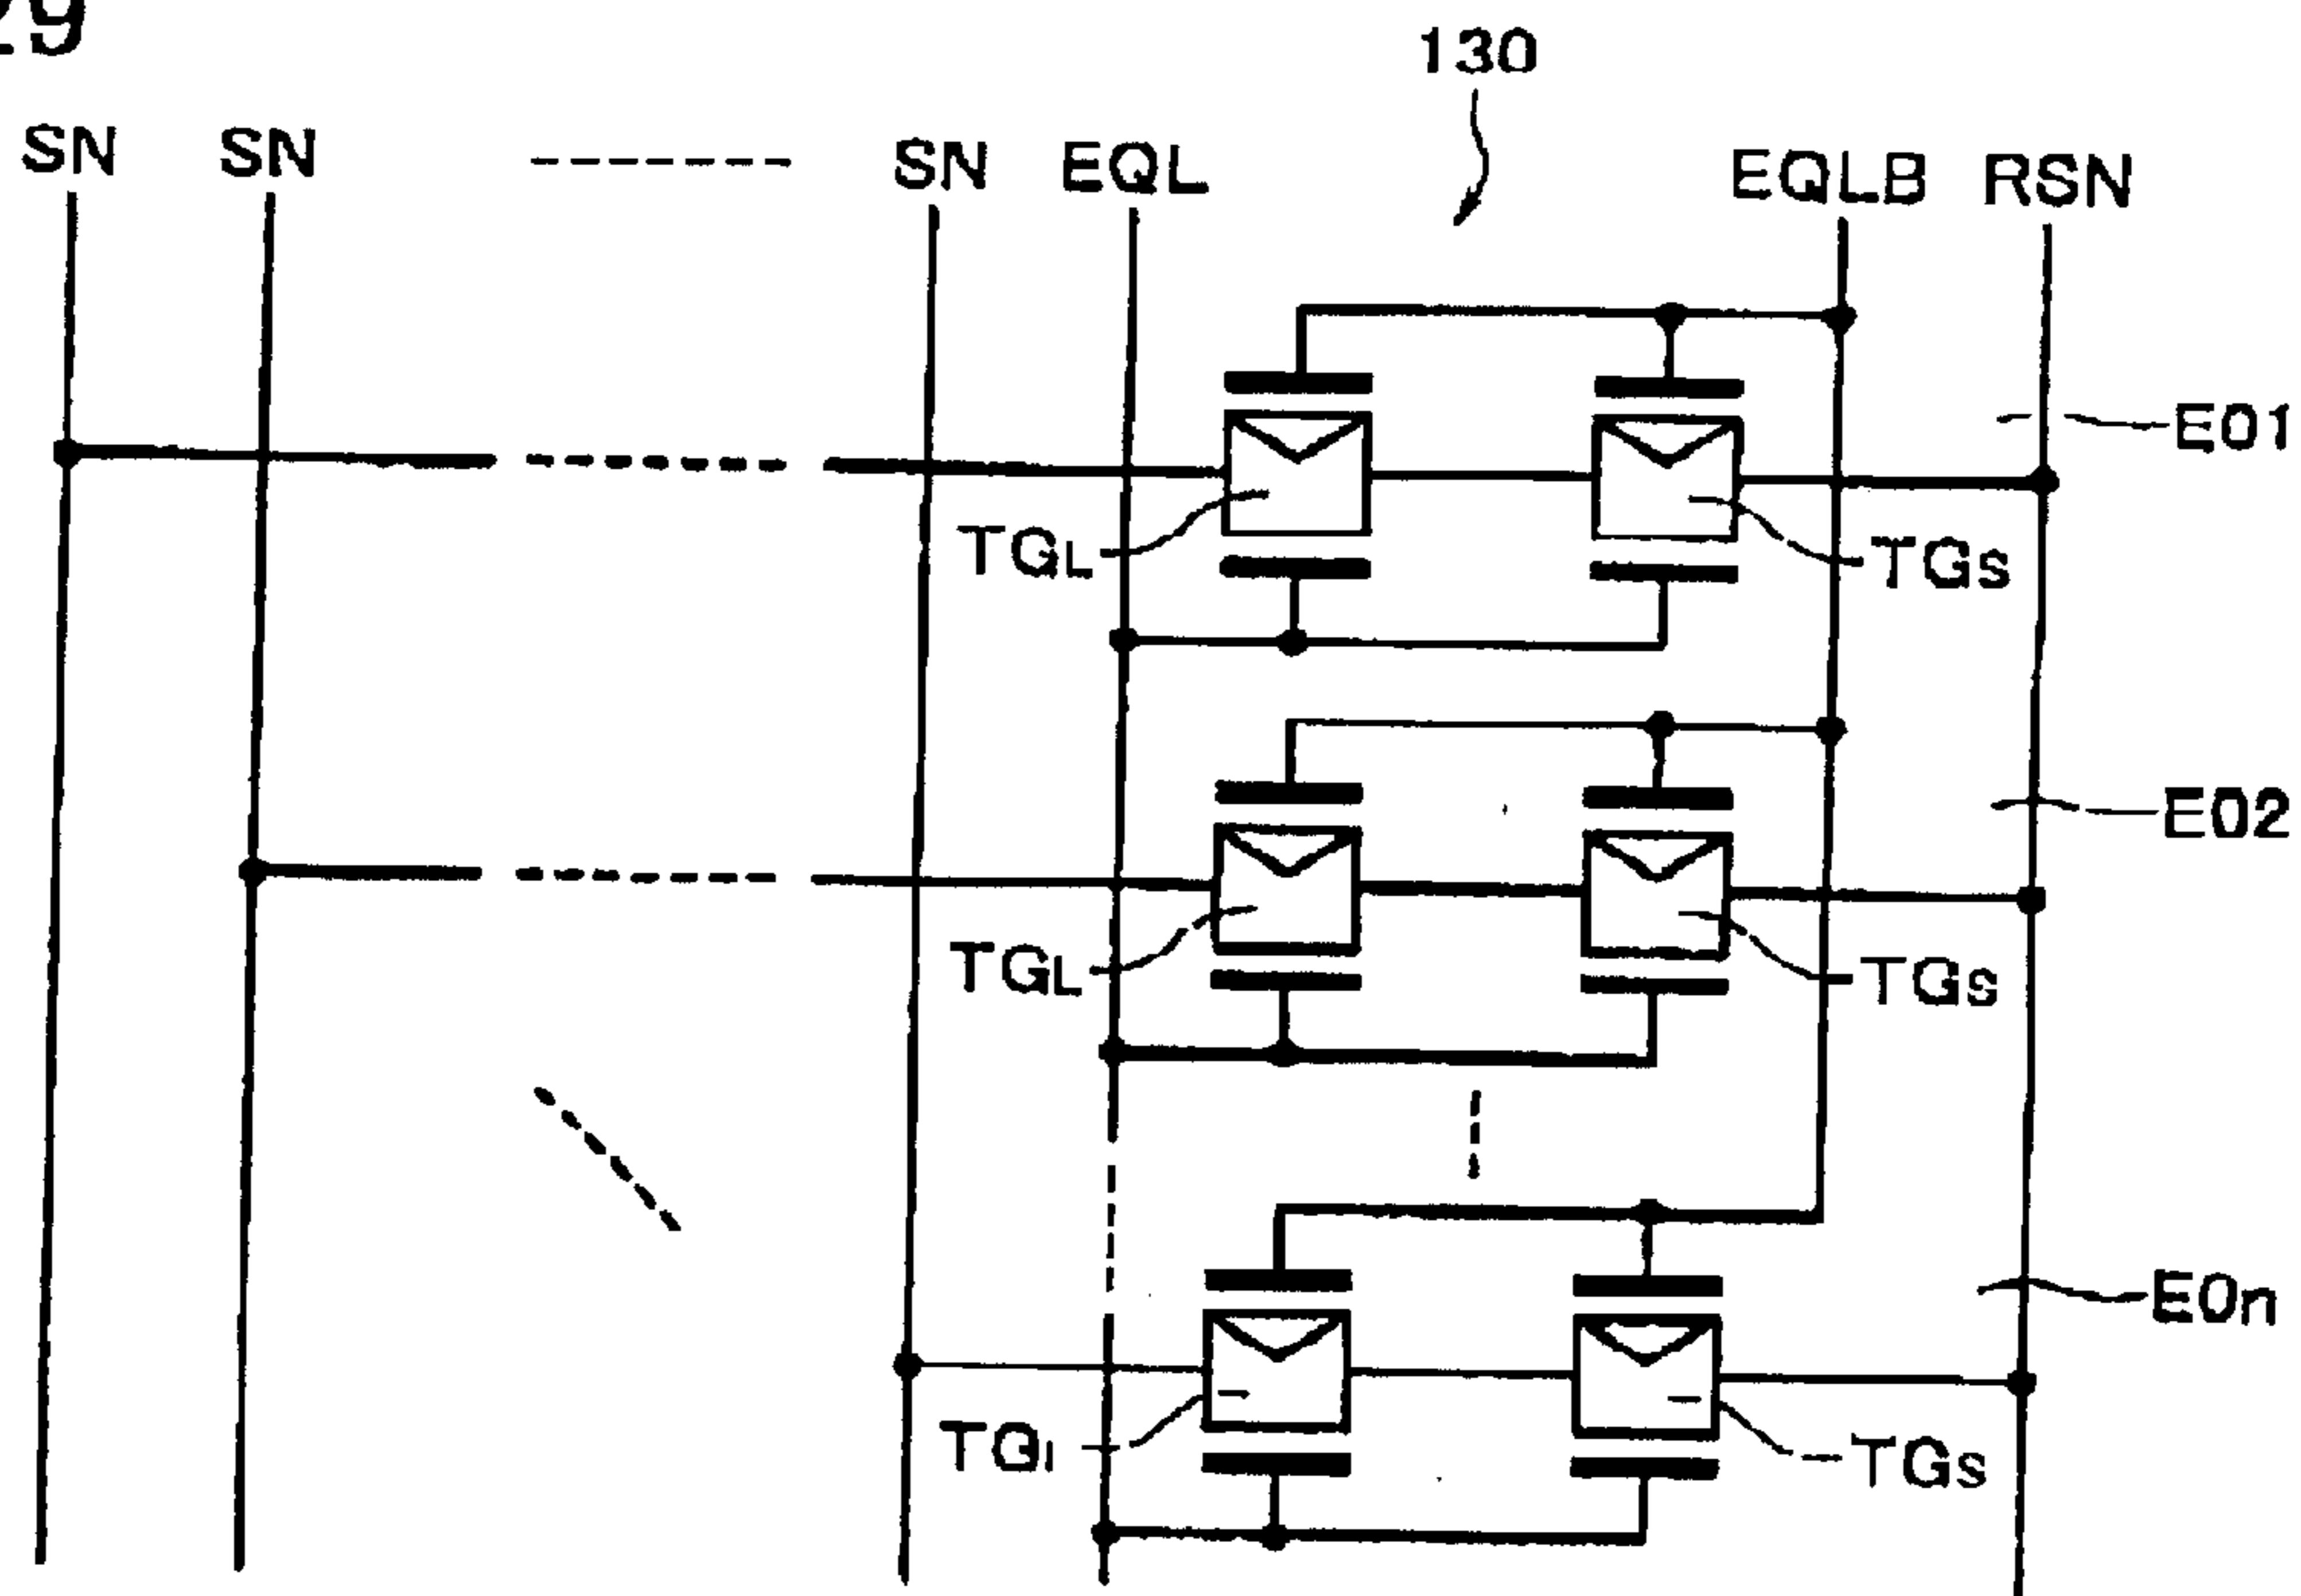 29
130
SN SN SN EQL EQLB RSN
E01
TGL TGS
E02
TGL TGS
E0n
TGl TGS